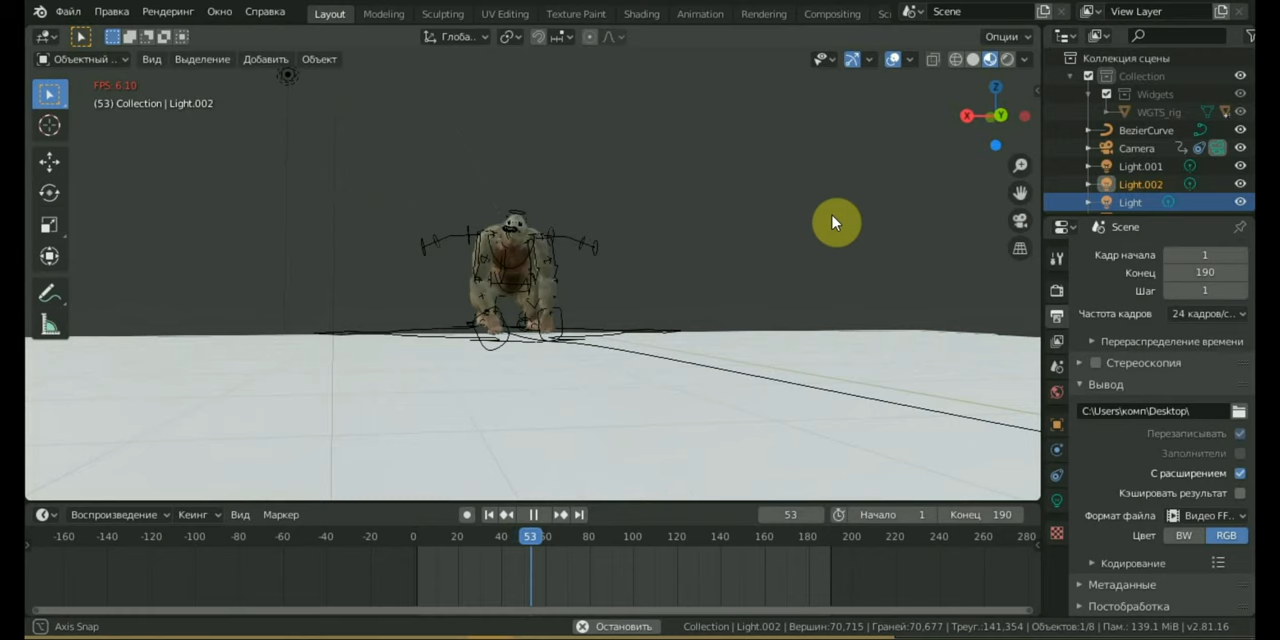 Файл Правка Рендеринг Окно Справка Layout Modeling Sculpting UV Editing Texture Paint Shading Animation Rendering Compositing Sc Scene View Layer
Глоба.. Опции
Объектный .. Вид Выделение Добавить Объект
Коллекция сцены
Collection
Widgets
WGTS_rig
BezierCurve
Camera
Light.001
Light.002
Light
FPS: 6.10
(53) Collection | Light.002
Z
X
Y
Scene
Кадр начала 1
Конец 190
Шаг 1
Частота кадров 24 кадров/с..
Перераспределение времени
Стереоскопия
Вывод
C:\Users\комп\Desktop\
Перезаписывать
Заполнители
С расширением
Кэшировать результат
Формат файла Видео FF..
Цвет BW RGB
Кодирование
Метаданные
Постобработка
Воспроизведение Кеинг Вид Маркер 53 Начало 1 Конец 190
-160 -140 -120 -100 -80 -60 -40 -20 0 20 40 53 60 80 100 120 140 160 180 200 220 240 260 280
Axis Snap Остановить Collection | Light.002 | Вершин:70,715 | Граней:70,677 | Треуг.:141,354 | Объектов:1/8 | Пам.: 139.1 MiB | v2.81.16